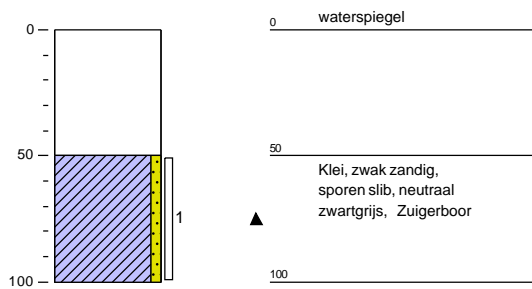 0
50
100
1
0 waterspiegel
50
Klei, zwak zandig,
sporen slib, neutraal
zwartgrijs, Zuigerboor
100